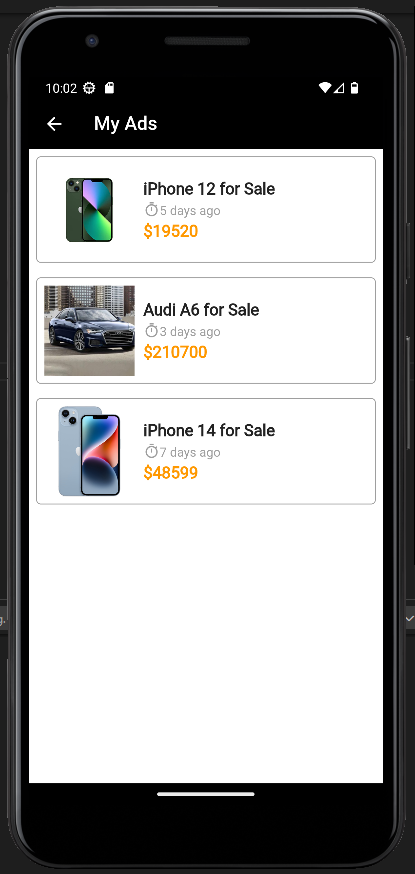 10:02
My Ads
iPhone 12 for Sale
5 days ago
$19520
Audi A6 for Sale
3 days ago
$210700
iPhone 14 for Sale
7 days ago
$48599